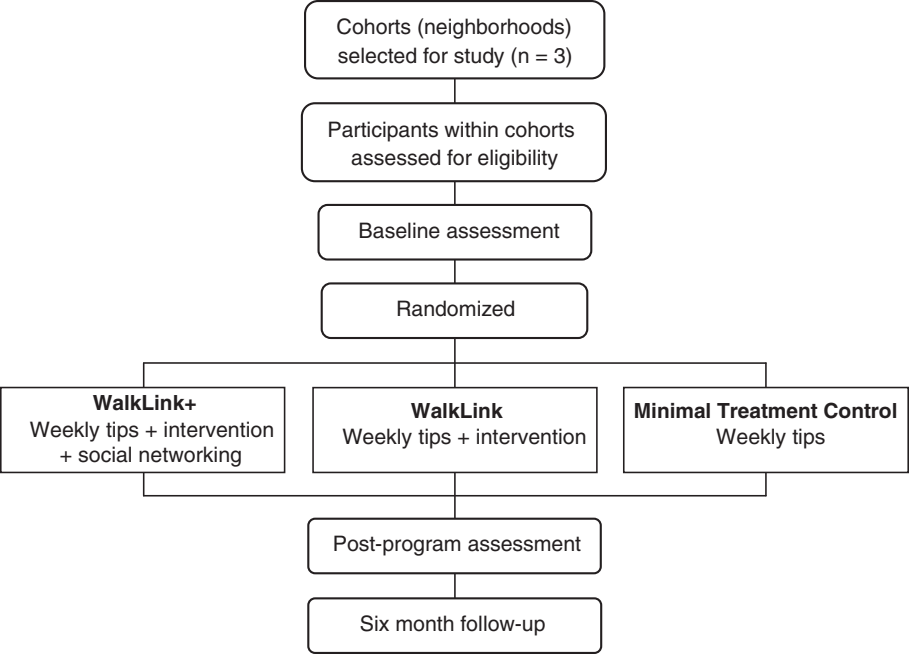 Cohorts (neighborhoods)
selected for study (n = 3)
Participants within cohorts
assessed for eligibility
Baseline assessment
Randomized
WalkLink+
Weekly tips + intervention
+ social networking
WalkLink
Weekly tips + intervention
Minimal Treatment Control
Weekly tips
Post-program assessment
Six month follow-up